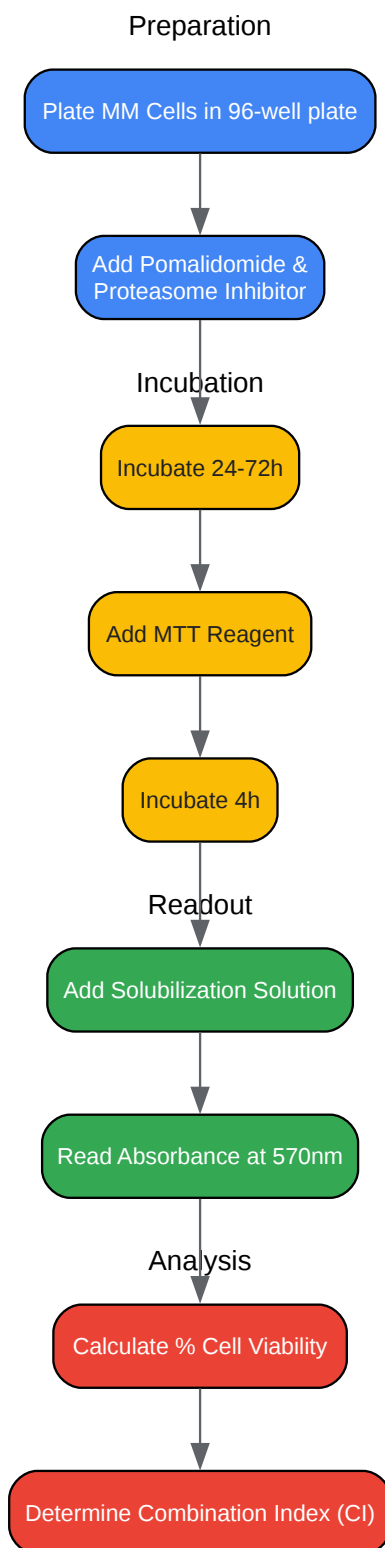 Preparation
Plate MM Cells in 96-well plate
Add Pomalidomide &
Proteasome Inhibitor
Incubation
Incubate 24-72h
Add MTT Reagent
Incubate 4h
Readout
Add Solubilization Solution
Read Absorbance at 570nm
Analysis
Calculate % Cell Viability
Determine Combination Index (CI)